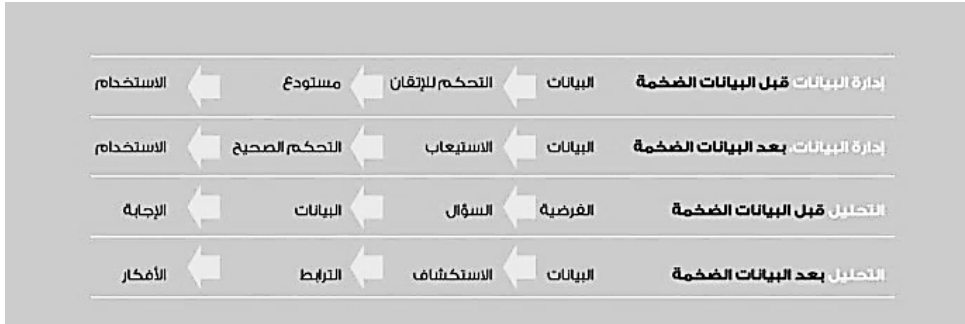 إدارة البيانات قبل البيانات الضخمة البيانات التحكم للإتقان مستودع الاستخدام
إدارة البيانات، بعد البيانات الضخمة البيانات الاستيعاب التحكم الصحيح الاستخدام
التحليل قبل البيانات الضخمة الفرضية السؤال البيانات الإجابة
التحليل بعد البيانات الضخمة البيانات الاستكشاف الترابط الأفكار